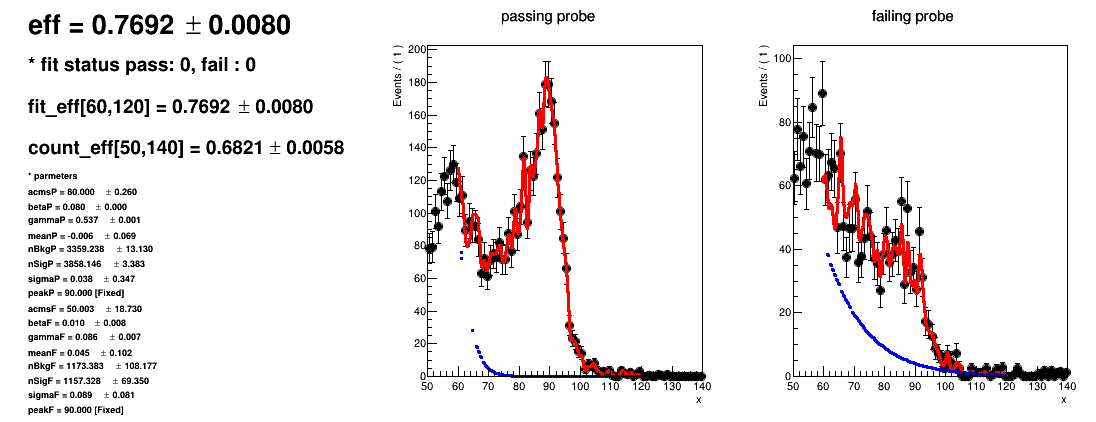 eff = 0.7692 ± 0.0080
* fit status pass: 0, fail : 0
fit_eff[60,120] = 0.7692 ± 0.0080
count_eff[50,140] = 0.6821 ± 0.0058
* parmeters
acmsP = 80.000 ± 0.260
betaP = 0.080 ± 0.000
gammaP = 0.537 ± 0.001
meanP = -0.006 ± 0.069
nBkgP = 3359.238 ± 13.130
nSigP = 3858.146 ± 3.383
sigmaP = 0.038 ± 0.347
peakP = 90.000 [Fixed]
acmsF = 50.003 ± 18.730
betaF = 0.010 ± 0.008
gammaF = 0.086 ± 0.007
meanF = 0.045 ± 0.102
nBkgF = 1173.383 ± 108.177
nSigF = 1157.328 ± 69.350
sigmaF = 0.089 ± 0.081
peakF = 90.000 [Fixed]
passing probe
Events / ( 1 )
200
180
160
140
120
100
80
60
40
20
0
50 60 70 80 90 100 110 120 130 140
x
failing probe
Events / ( 1 )
100
80
60
40
20
0
50 60 70 80 90 100 110 120 130 140
x